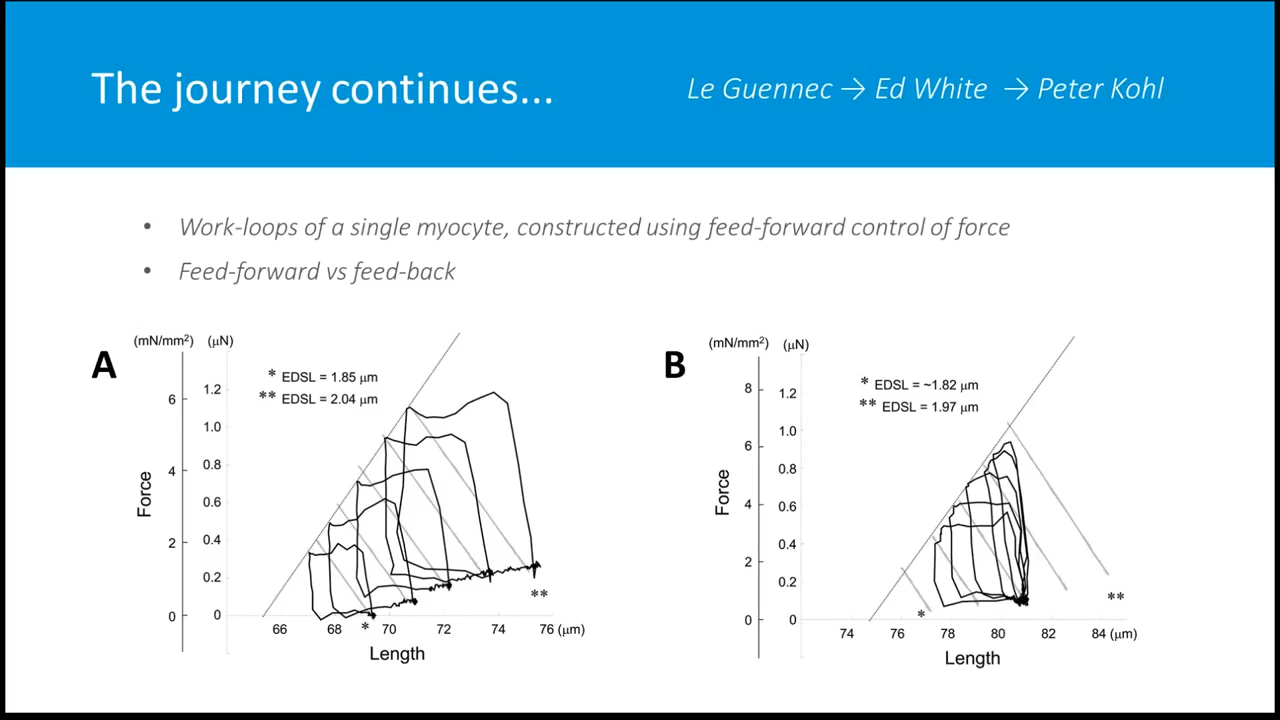 The journey continues...
Le Guennec → Ed White → Peter Kohl
• Work-loops of a single myocyte, constructed using feed-forward control of force
• Feed-forward vs feed-back
A
(mN/mm²) (μN)
* EDSL = 1.85 μm
** EDSL = 2.04 μm
6
4
2
0
1.2
1.0
0.8
0.6
0.4
0.2
0
Force
*
**
66 68 70 72 74 76 (μm)
Length
B
(mN/mm²) (μN)
* EDSL = ~1.82 μm
** EDSL = 1.97 μm
8
6
4
2
0
1.2
1.0
0.8
0.6
0.4
0.2
0
Force
*
**
74 76 78 80 82 84 (μm)
Length